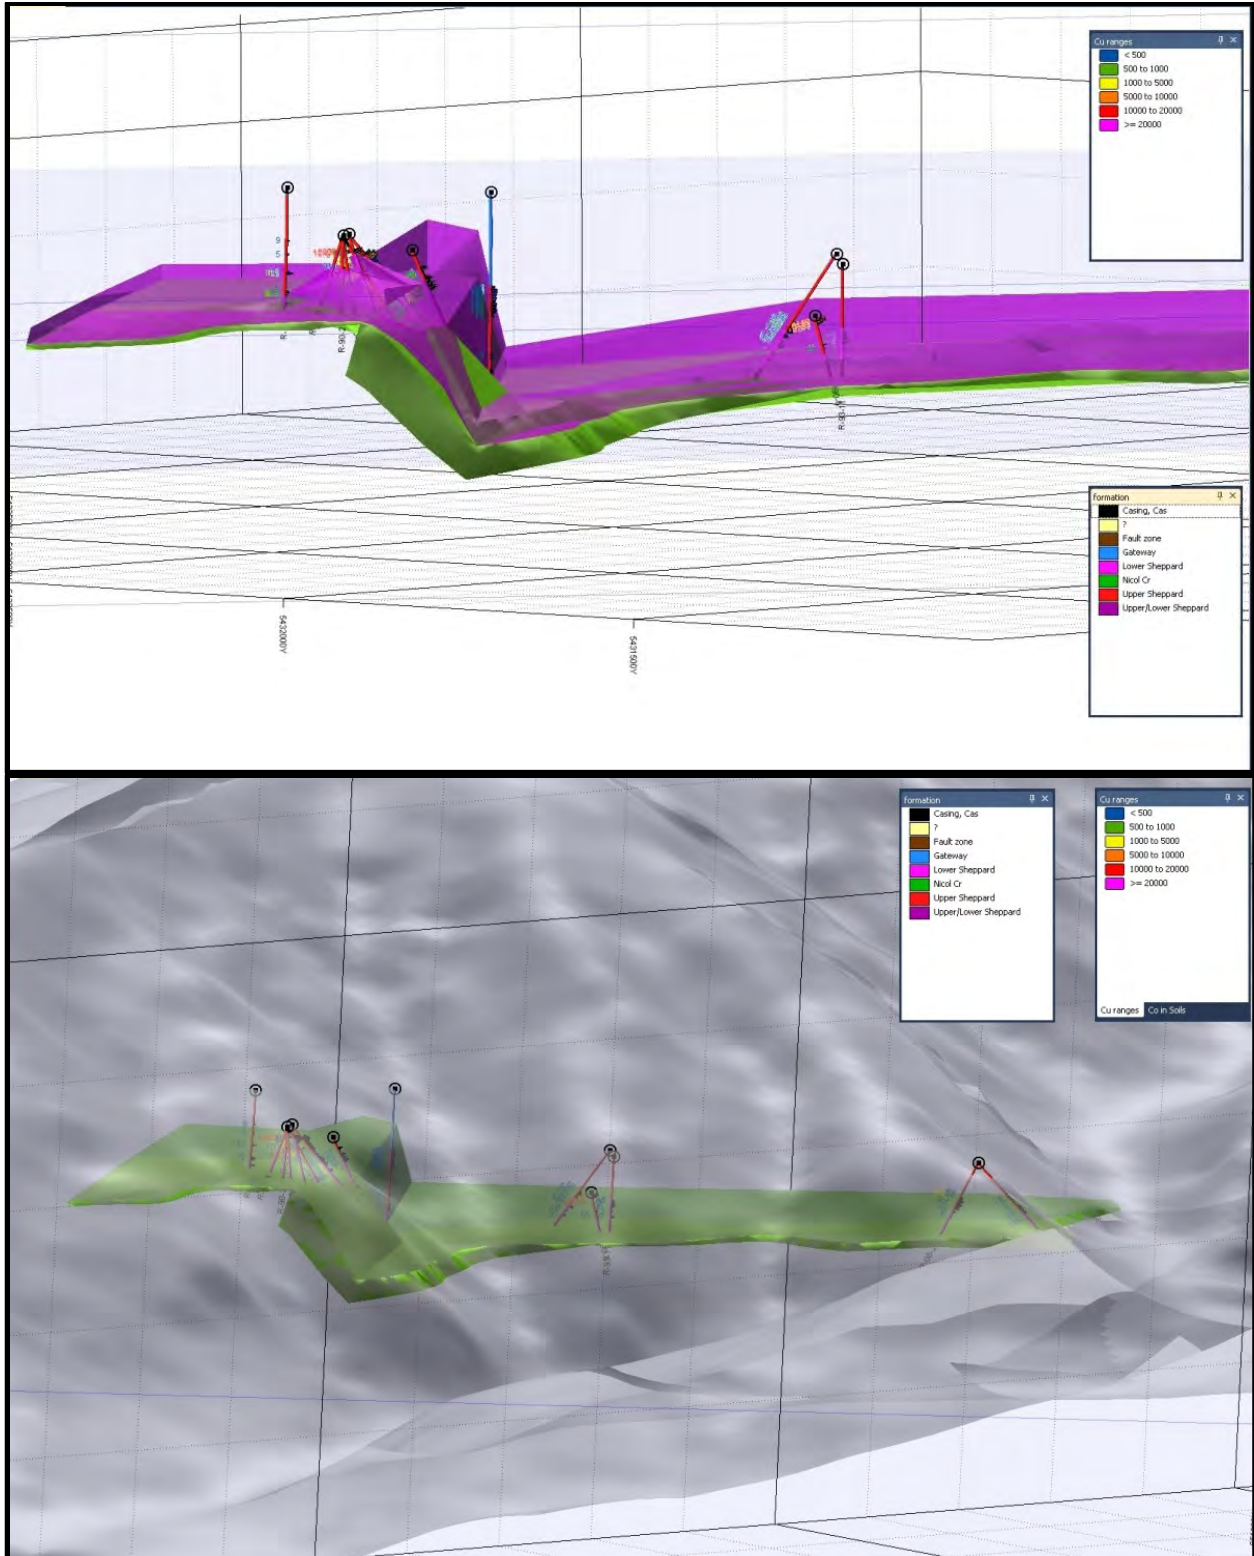 Cu ranges
< 500
500 to 1000
1000 to 5000
5000 to 10000
10000 to 20000
>= 20000
9
5
formation
Casing, Cas
?
Fault zone
Gateway
Lower Sheppard
Nicol Cr
Upper Sheppard
Upper/Lower Sheppard
5432000Y
5431500Y
formation
Casing, Cas
?
Fault zone
Gateway
Lower Sheppard
Nicol Cr
Upper Sheppard
Upper/Lower Sheppard
Cu ranges
< 500
500 to 1000
1000 to 5000
5000 to 10000
10000 to 20000
>= 20000
Cu ranges Co in Soils